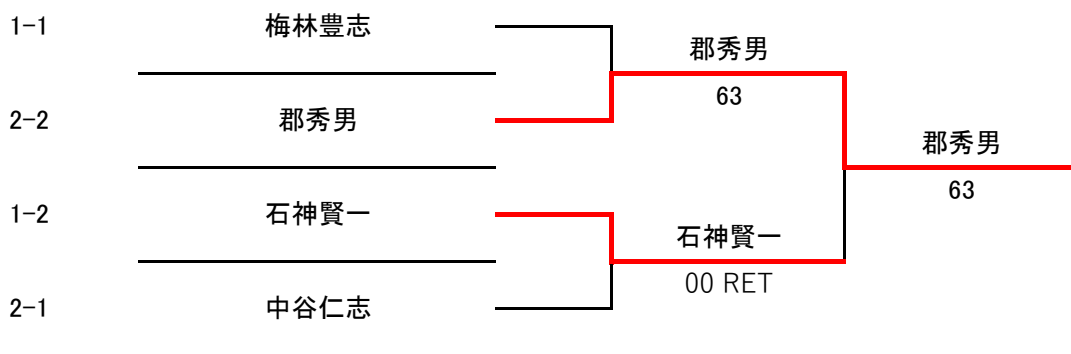 1-1 梅林豊志
郡秀男
63
2-2 郡秀男
郡秀男
63
1-2 石神賢一
石神賢一
00 RET
2-1 中谷仁志